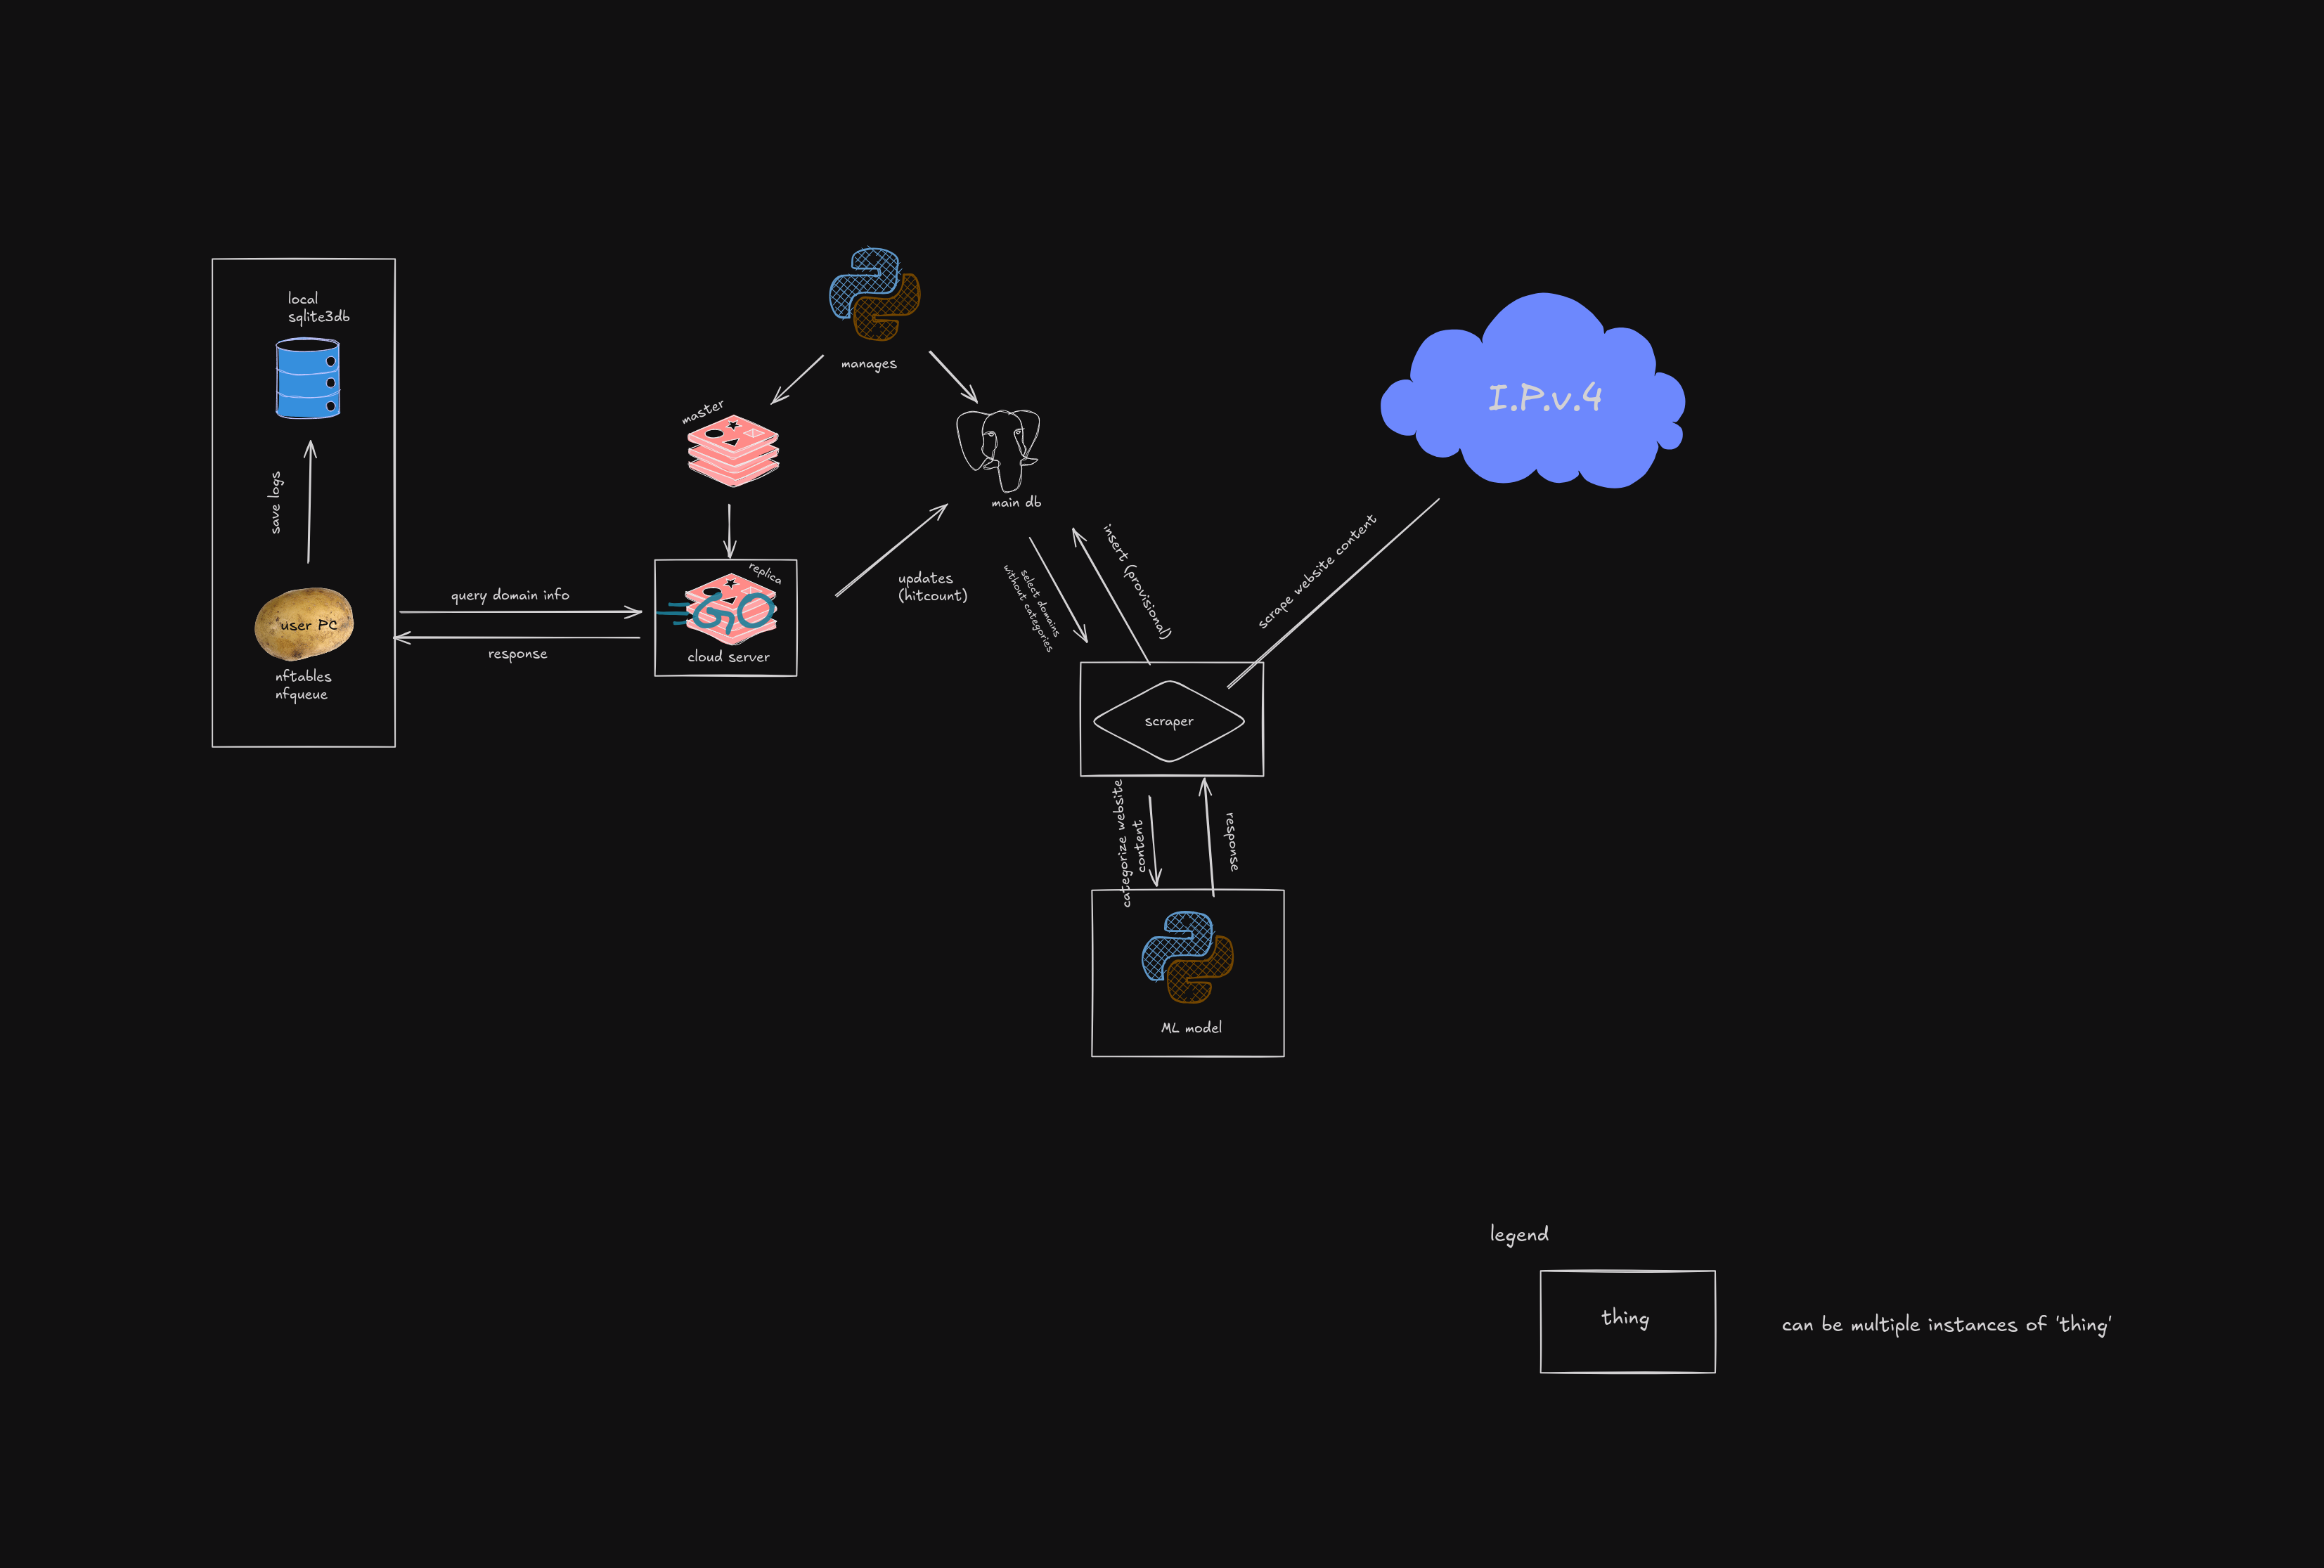 local
sqlite3db
save logs
user PC
nftables
nfqueue
query domain info
response
manages
master
replica
GO
cloud server
updates
(hitcount)
main db
select domains
without categories
insert (provisional)
scrape website content
I.P.v.4
scraper
categorize website
content
response
ML model
legend
thing
can be multiple instances of 'thing'